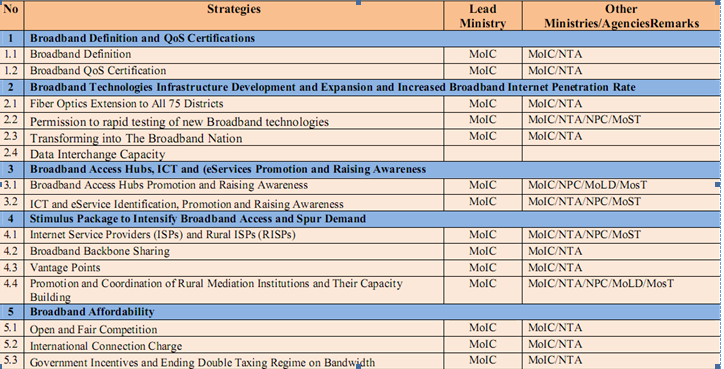 No Strategies Lead Ministry Other Ministries/AgenciesRemarks
1 Broadband Definition and QoS Certifications
1.1 Broadband Definition MoIC MoIC/NTA
1.2 Broadband QoS Certification MoIC MoIC/NTA
2 Broadband Technologies Infrastructure Development and Expansion and Increased Broadband Internet Penetration Rate
2.1 Fiber Optics Extension to All 75 Districts MoIC MoIC/NTA
2.2 Permission to rapid testing of new Broadband technologies MoIC MoIC/NTA/NPC/MoST
2.3 Transforming into The Broadband Nation MoIC MoIC/NTA
2.4 Data Interchange Capacity
3 Broadband Access Hubs, ICT and (eServices Promotion and Raising Awareness
3.1 Broadband Access Hubs Promotion and Raising Awareness MoIC MoIC/NPC/MoLD/MosT
3.2 ICT and eService Identification, Promotion and Raising Awareness MoIC MoIC/NTA/NPC/MoST
4 Stimulus Package to Intensify Broadband Access and Spur Demand
4.1 Internet Service Providers (ISPs) and Rural ISPs (RISPs) MoIC MoIC/NTA/NPC/MoST
4.2 Broadband Backbone Sharing MoIC MoIC/NTA
4.3 Vantage Points MoIC MoIC/NTA
4.4 Promotion and Coordination of Rural Mediation Institutions and Their Capacity MoIC MoIC/NTA/NPC/MoLD/MosT
Building
5 Broadband Affordability
5.1 Open and Fair Competition MoIC MoIC/NTA
5.2 International Connection Charge MoIC MoIC/NTA
5.3 Government Incentives and Ending Double Taxing Regime on Bandwidth MoIC MoIC/NTA